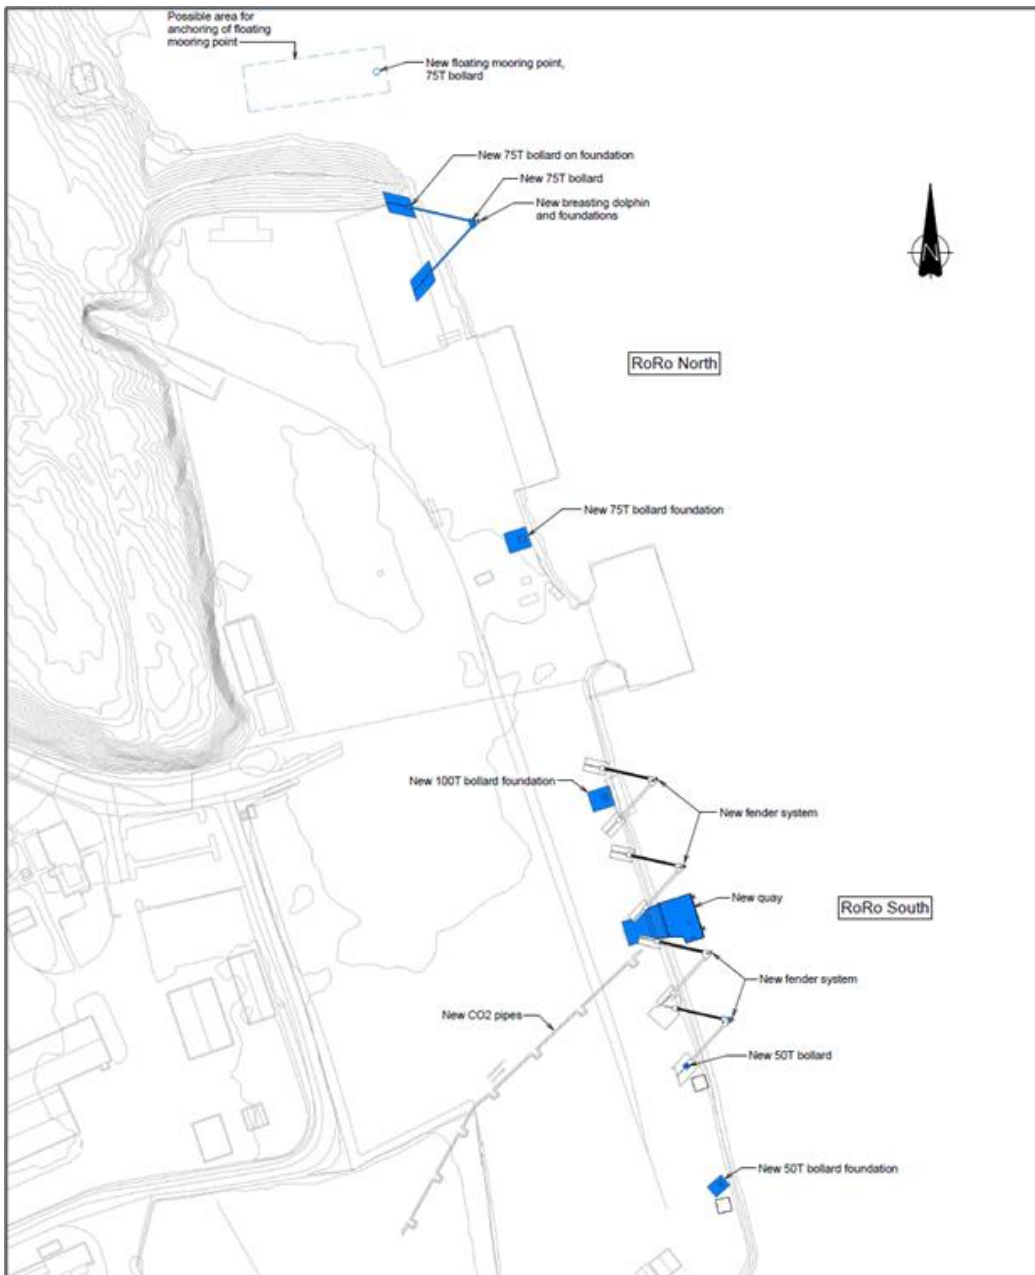 Possible area for
anchoring of floating
mooring point
New floating mooring point,
75T bollard
New 75T bollard on foundation
New 75T bollard
New breasting dolphin
and foundations
N
RoRo North
New 75T bollard foundation
New 100T bollard foundation
New fender system
New quay
RoRo South
New fender system
New CO2 pipes
New 50T bollard
New 50T bollard foundation